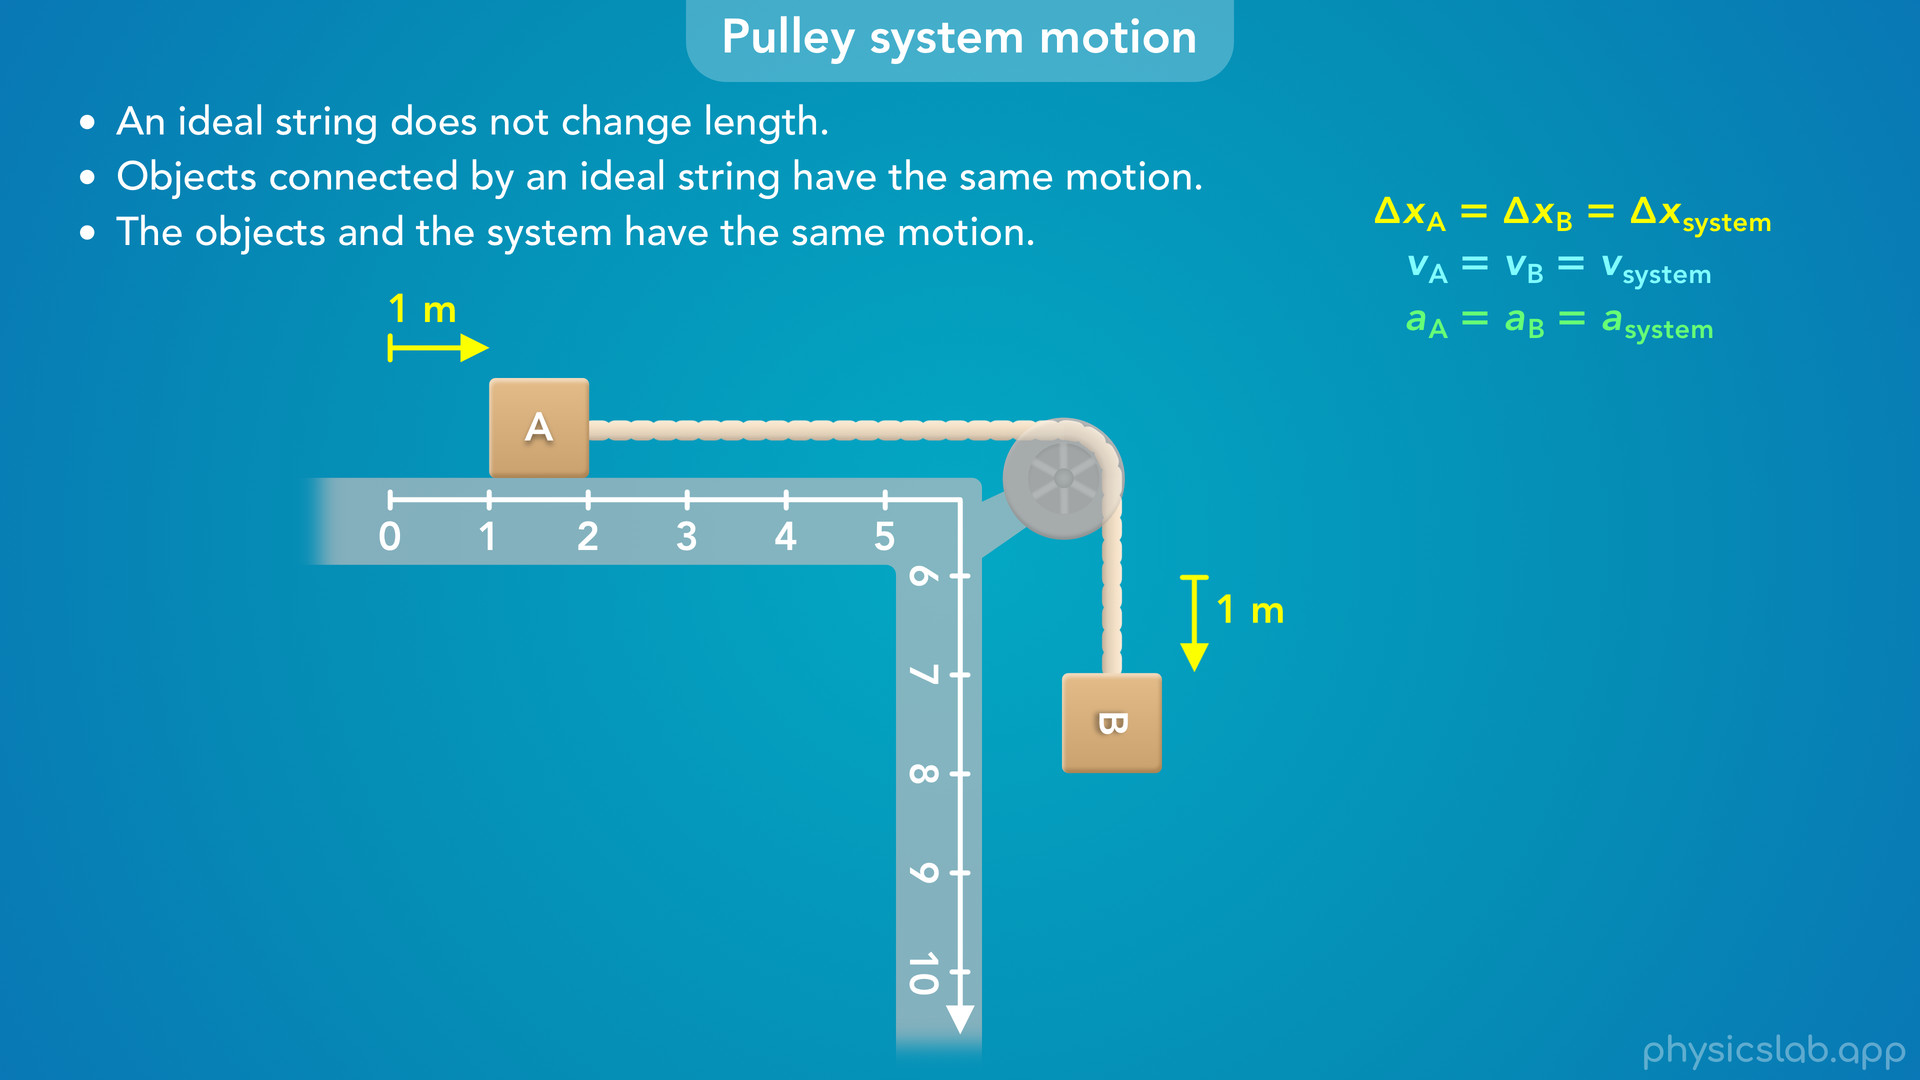 Pulley system motion
• An ideal string does not change length.
• Objects connected by an ideal string have the same motion.
• The objects and the system have the same motion.
ΔxA = ΔxB = Δxsystem
vA = vB = vsystem
aA = aB = asystem
1 m
A
0 1 2 3 4 5
6
1 m
7
B
8
9
10
physicslab.app